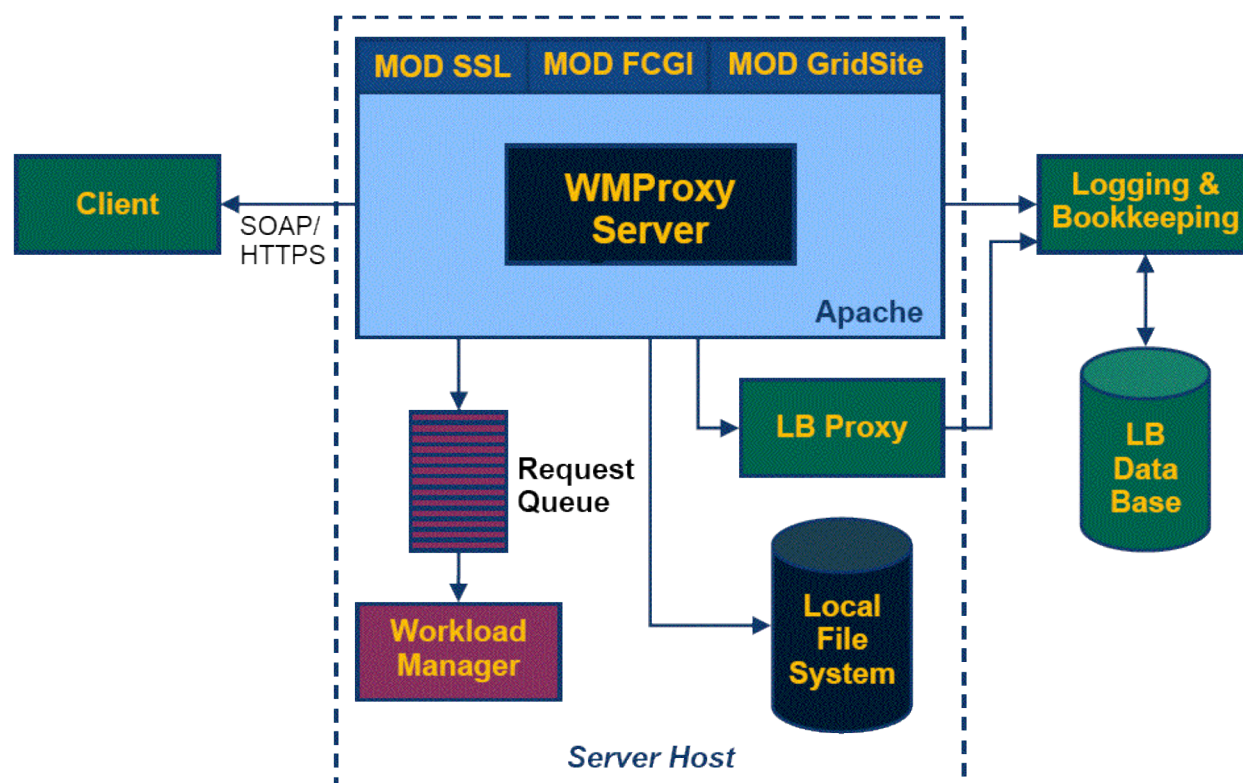 MOD SSL
MOD FCGI
MOD GridSite
WMProxy
Server
Apache
Client
SOAP/
HTTPS
Logging &
Bookkeeping
LB Proxy
LB
Data
Base
Request
Queue
Workload
Manager
Local
File
System
Server Host